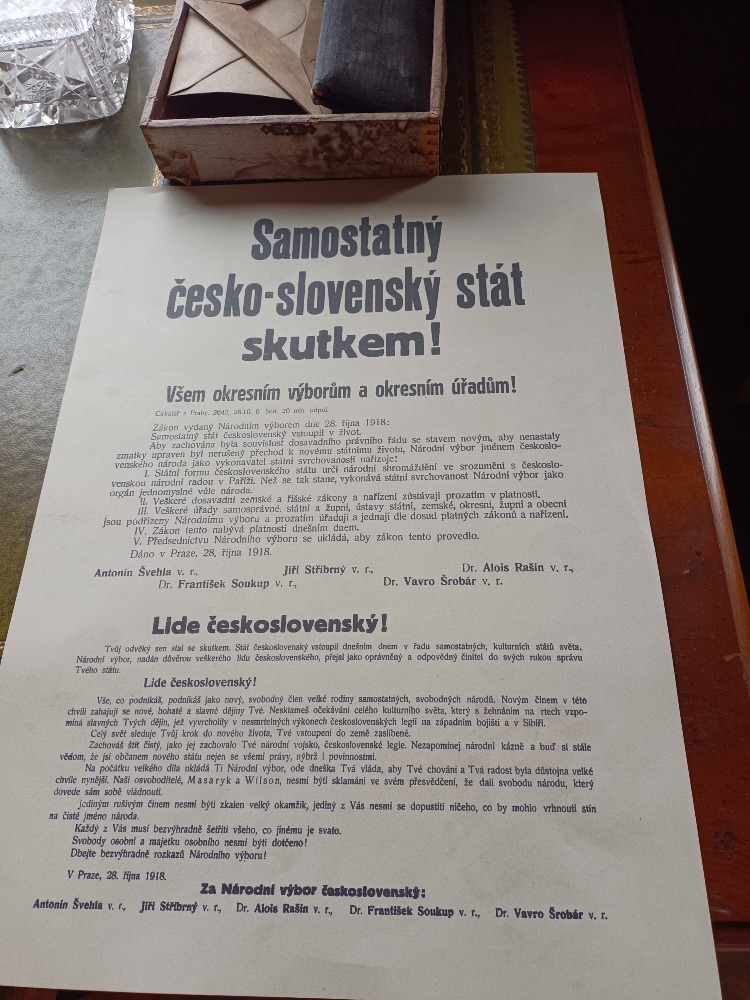 Samostatný
česko-slovenský stát
skutkem!
Všem okresním výborům a okresním úřadům!
Cirkulář z Prahy, 3642, 28.10. 6 hod. 20 min. odpol.
Zákon vydaný Národním výborem dne 28. října 1918:
Samostatný stát československý vstoupil v život.
Aby zachována byla souvislost dosavadního právního řádu se stavem novým, aby nenastaly
zmatky upraven byl nerušený přechod k novému státnímu životu, Národní výbor jménem českoslo-
venského národa jako vykonavatel státní svrchovanosti nařizuje:
I. Státní formu československého státu určí národní shromáždění ve srozumění s českoslo-
venskou národní radou v Paříži. Než se tak stane, vykonává státní svrchovanost Národní výbor jako
orgán jednomyslné vůle národa.
II. Veškeré dosavadní zemské a říšské zákony a nařízení zůstávají prozatím v platnosti.
III. Veškeré úřady samosprávné, státní a župní, ústavy státní, zemské, okresní, župní a obecní
jsou podřízeny Národnímu výboru a prozatím úřadují a jednají dle dosud platných zákonů a nařízení.
IV. Zákon tento nabývá platnosti dnešním dnem.
V. Předsednictvu Národního výboru se ukládá, aby zákon tento provedlo.
Dáno v Praze, 28. října 1918.
Antonín Švehla v. r., Jiří Stříbrný v. r., Dr. Alois Rašín v. r.,
Dr. František Soukup v. r., Dr. Vavro Šrobár v. r.
Lide československý!
Tvůj odvěký sen stal se skutkem. Stát československý vstoupil dnešním dnem v řadu samostatných, kulturních států světa.
Národní výbor, nadán důvěrou veškerého lidu československého, přejal jako oprávněný a odpovědný činitel do svých rukou správu
Tvého státu.
Lide československý!
Vše, co podnikáš, podnikáš jako nový, svobodný člen velké rodiny samostatných, svobodných národů. Novým činem v této
chvíli zahajují se nové, bohaté a slavné dějiny Tvé. Nesklameš očekávání celého kulturního světa, který s žehnáním na rtech vzpo-
míná slavných Tvých dějin, jež vyvrcholily v nesmrtelných výkonech československých legií na západním bojišti a v Sibiři.
Celý svět sleduje Tvůj krok do nového života, Tvé vstoupení do země zaslíbené.
Zachováš štít čistý, jako jej zachovalo Tvé národní vojsko, československé legie. Nezapomínej národní kázně a buď si stále
vědom, že jsi občanem nového státu nejen se všemi právy, nýbrž i povinnostmi.
Na počátku velikého díla ukládá Ti Národní výbor, ode dneška Tvá vláda, aby Tvé chování a Tvá radost byla důstojna velké
chvíle nynější. Naši osvoboditelé, Masaryk a Wilson, nesmí býti sklamáni ve svém přesvědčení, že dali svobodu národu, který
dovede sám sobě vládnouti.
Jediným rušivým činem nesmí býti zkalen velký okamžik, jediný z Vás nesmí se dopustiti ničeho, co by mohlo vrhnouti stín
na čisté jméno národa.
Každý z Vás musí bezvýhradně šetřiti všeho, co jinému je svato.
Svobody osobní a majetku osobního nesmí býti dotčeno!
Dbejte bezvýhradně rozkazů Národního výboru!
V Praze, 28. října 1918.
Za Národní výbor československý:
Antonín Švehla v. r., Jiří Stříbrný v. r., Dr. Alois Rašín v. r., Dr. František Soukup v. r., Dr. Vavro Šrobár v. r.